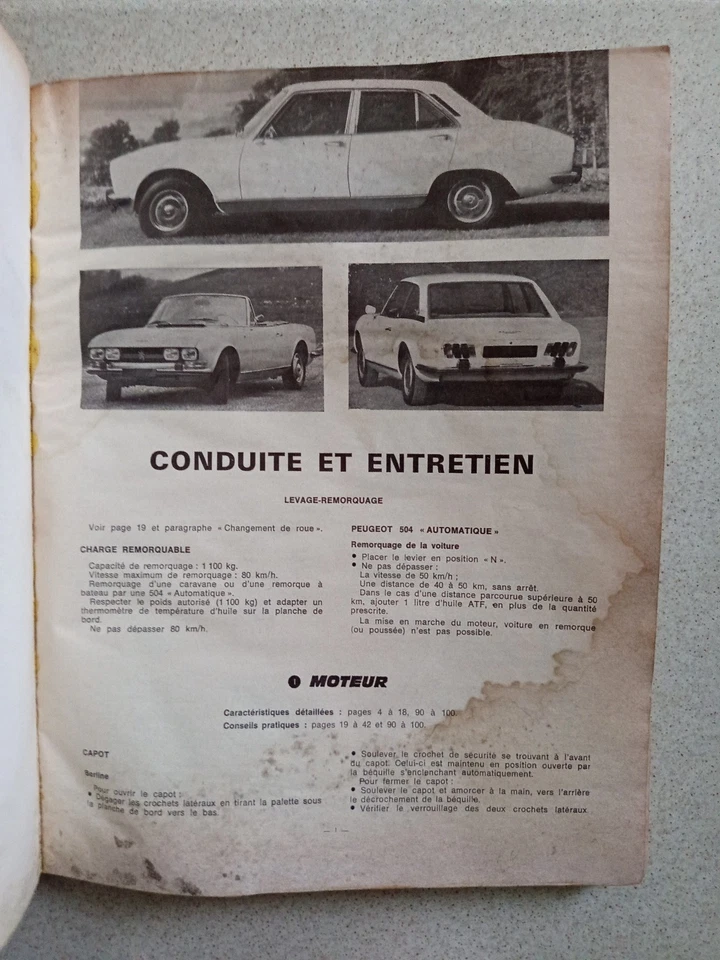 CONDUITE ET ENTRETIEN
LEVAGE-REMORQUAGE
Voir page 19 et paragraphe « Changement de roue ».
CHARGE REMORQUABLE
Capacité de remorquage : 1 100 kg.
Vitesse maximum de remorquage : 80 km/h.
Remorquage d'une caravane ou d'une remorque à
bateau par une 504 « Automatique ».
Respecter le poids autorisé (1 100 kg) et adapter un
thermomètre de température d'huile sur la planche de
bord.
Ne pas dépasser 80 km/h.
PEUGEOT 504 « AUTOMATIQUE »
Remorquage de la voiture
• Placer le levier en position « N ».
• Ne pas dépasser :
La vitesse de 50 km/h ;
Une distance de 40 à 50 km, sans arrêt.
Dans le cas d'une distance parcourue supérieure à 50
km, ajouter 1 litre d'huile ATF, en plus de la quantité
prescrite.
La mise en marche du moteur, voiture en remorque
(ou poussée) n'est pas possible.
1 MOTEUR
Caractéristiques détaillées : pages 4 à 18, 90 à 100.
Conseils pratiques : pages 19 à 42 et 90 à 100.
CAPOT
Berline
Pour ouvrir le capot :
• Dégager les crochets latéraux en tirant la palette sous
la planche de bord vers le bas.
• Soulever le crochet de sécurité se trouvant à l'avant
du capot. Celui-ci est maintenu en position ouverte par
la béquille s'enclenchant automatiquement.
Pour fermer le capot :
• Soulever le capot et amorcer à la main, vers l'arrière
le décrochement de la béquille.
• Vérifier le verrouillage des deux crochets latéraux.
— 1 —